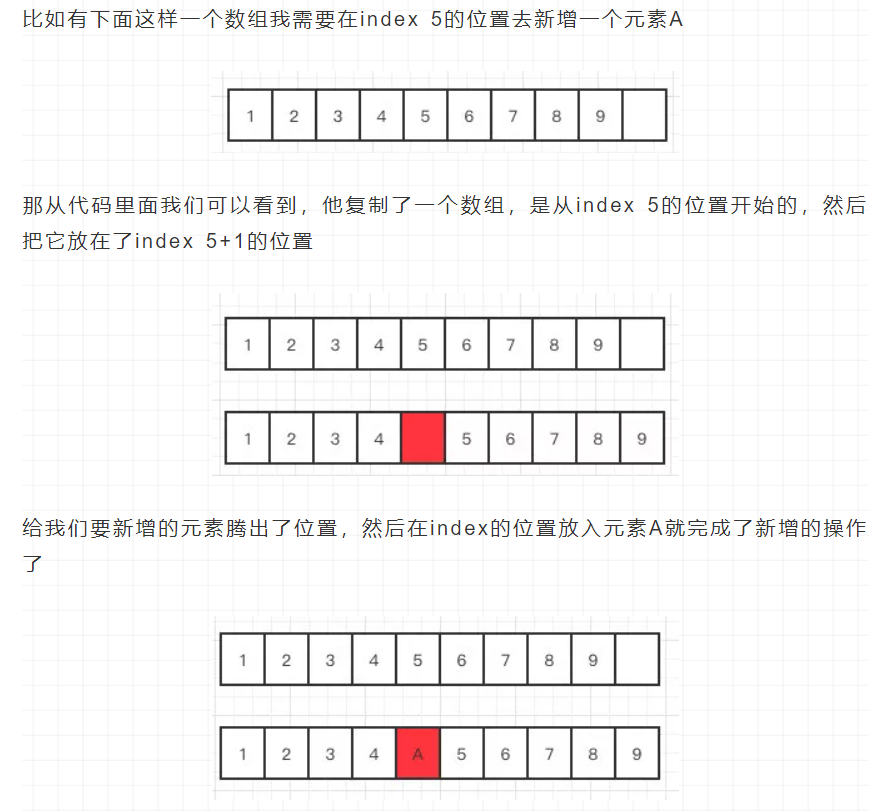 比如有下面这样一个数组我需要在index 5的位置去新增一个元素A
1 2 3 4 5 6 7 8 9
那从代码里面我们可以看到，他复制了一个数组，是从index 5的位置开始的，然后
把它放在了index 5+1的位置
1 2 3 4 5 6 7 8 9
1 2 3 4 5 6 7 8 9
给我们要新增的元素腾出了位置，然后在index的位置放入元素A就完成了新增的操作
了
1 2 3 4 5 6 7 8 9
1 2 3 4 A 5 6 7 8 9